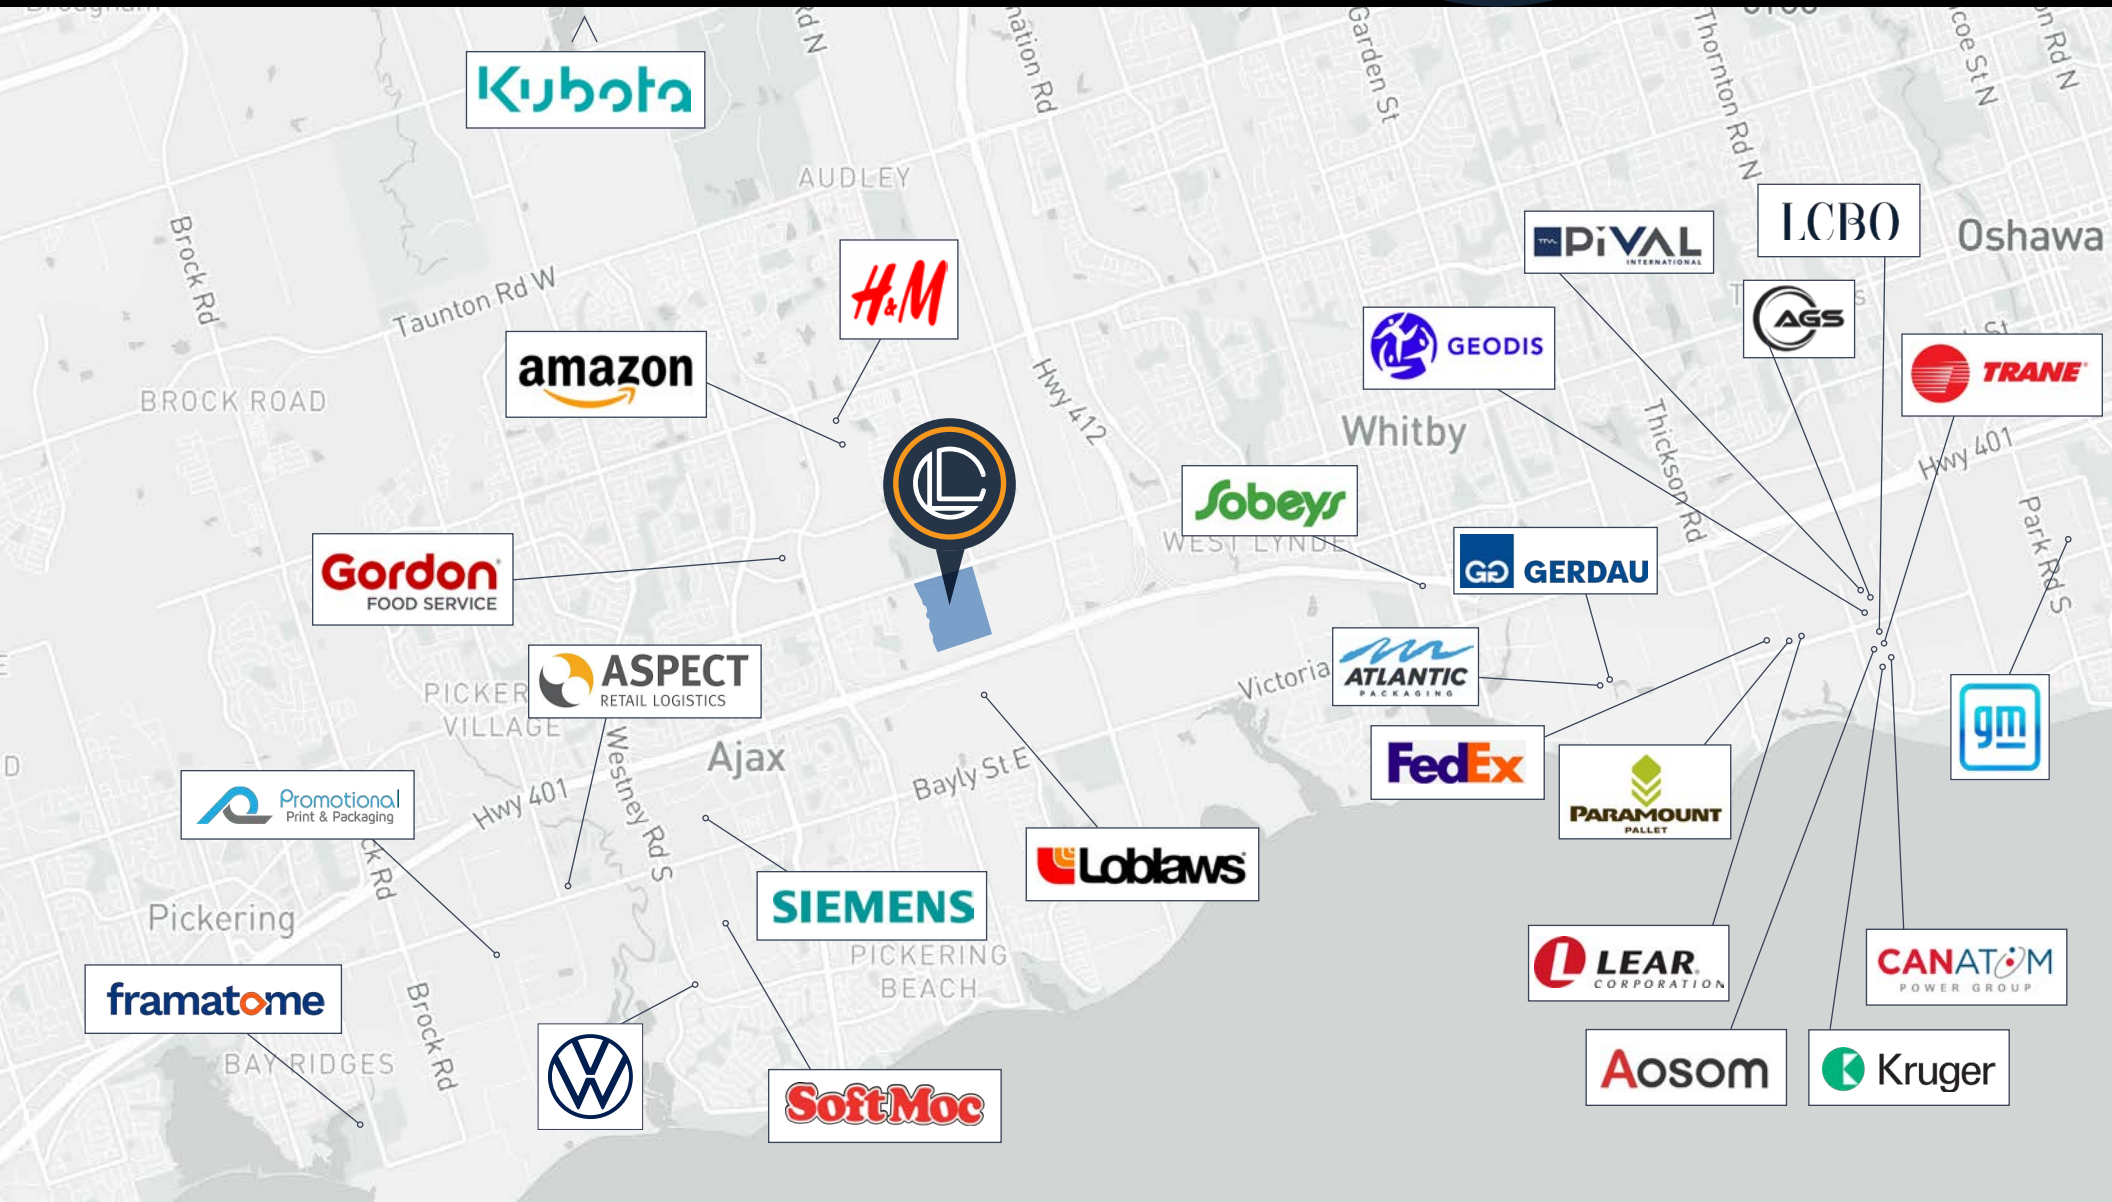 Kubota
Rd N
Garden St
Thornton Rd N
AUDLEY
Brock Rd
Taunton Rd W
H&M
amazon
BROCK ROAD
Hwy 412
PiVAL
INTERNATIONAL
LCBO
Oshawa
AGS
GEODIS
TRANE
Whitby
Thickson Rd
Hwy 401
Sobeys
WEST LYNDE
GERDAU
Park Rd S
Gordon
FOOD SERVICE
ASPECT
RETAIL LOGISTICS
VILLAGE
Westney Rd S
Ajax
Bayly St E
Victoria
ATLANTIC
PACKAGING
FedEx
PARAMOUNT
PALLET
gm
Hwy 401
Promotional
Print & Packaging
Loblaws
SIEMENS
Pickering
PICKERING
BEACH
framatome
BAY RIDGES
Brock Rd
VW
SoftMoc
LEAR
CORPORATION
CANATOM
POWER GROUP
Aosom
Kruger